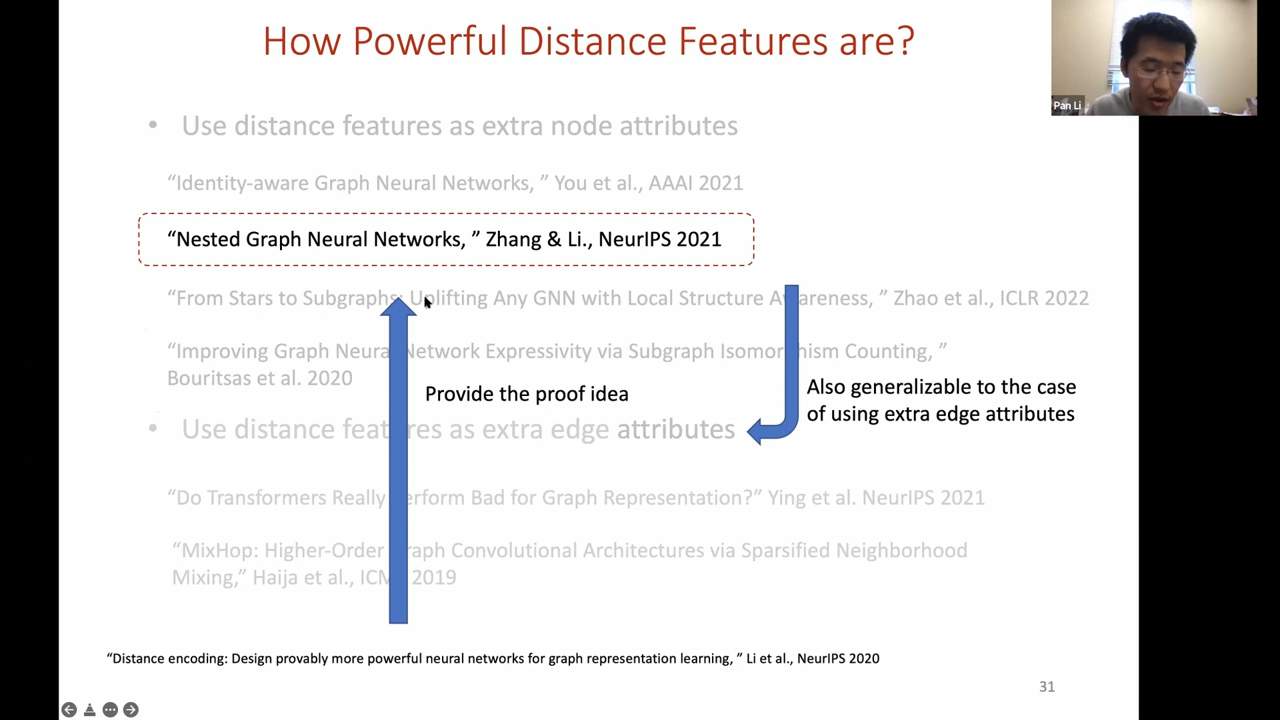 How Powerful Distance Features are?
Pan Li
• Use distance features as extra node attributes
“Identity-aware Graph Neural Networks, ” You et al., AAAI 2021
“Nested Graph Neural Networks, ” Zhang & Li., NeurIPS 2021
“From Stars to Subgraphs: Uplifting Any GNN with Local Structure Awareness, ” Zhao et al., ICLR 2022
“Improving Graph Neural Network Expressivity via Subgraph Isomorphism Counting, ”
Bouritsas et al. 2020
Provide the proof idea
Also generalizable to the case
of using extra edge attributes
• Use distance features as extra edge attributes
“Do Transformers Really Perform Bad for Graph Representation?” Ying et al. NeurIPS 2021
“MixHop: Higher-Order Graph Convolutional Architectures via Sparsified Neighborhood
Mixing,” Haija et al., ICML 2019
“Distance encoding: Design provably more powerful neural networks for graph representation learning, ” Li et al., NeurIPS 2020
31